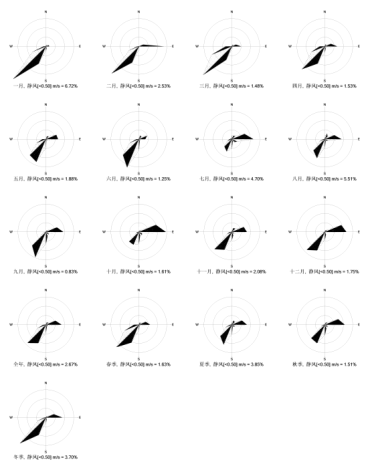 N
W E
S
一月, 静风[<0.50] m/s = 6.72%
N
W E
S
二月, 静风[<0.50] m/s = 2.53%
N
W E
S
三月, 静风[<0.50] m/s = 1.48%
N
W E
S
四月, 静风[<0.50] m/s = 1.53%
N
W E
S
五月, 静风[<0.50] m/s = 1.88%
N
W E
S
六月, 静风[<0.50] m/s = 1.25%
N
W E
S
七月, 静风[<0.50] m/s = 4.70%
N
W E
S
八月, 静风[<0.50] m/s = 5.51%
N
W E
S
九月, 静风[<0.50] m/s = 0.83%
N
W E
S
十月, 静风[<0.50] m/s = 1.61%
N
W E
S
十一月, 静风[<0.50] m/s = 2.08%
N
W E
S
十二月, 静风[<0.50] m/s = 1.75%
N
W E
S
全年, 静风[<0.50] m/s = 2.67%
N
W E
S
春季, 静风[<0.50] m/s = 1.63%
N
W E
S
夏季, 静风[<0.50] m/s = 3.85%
N
W E
S
秋季, 静风[<0.50] m/s = 1.51%
N
W E
S
冬季, 静风[<0.50] m/s = 3.70%